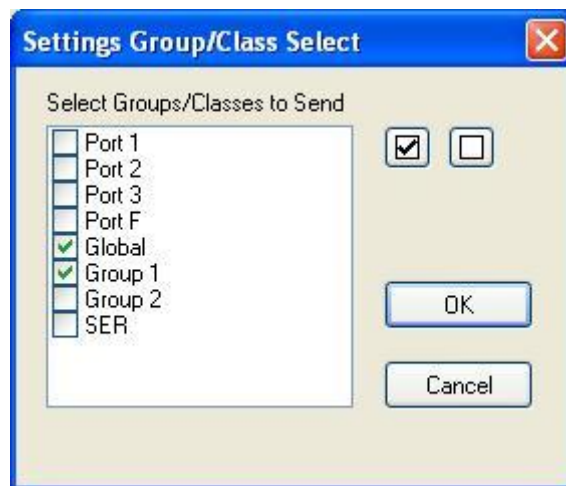 Settings Group/Class Select
Select Groups/Classes to Send
Port 1
Port 2
Port 3
Port F
Global
Group 1
Group 2
SER
OK
Cancel